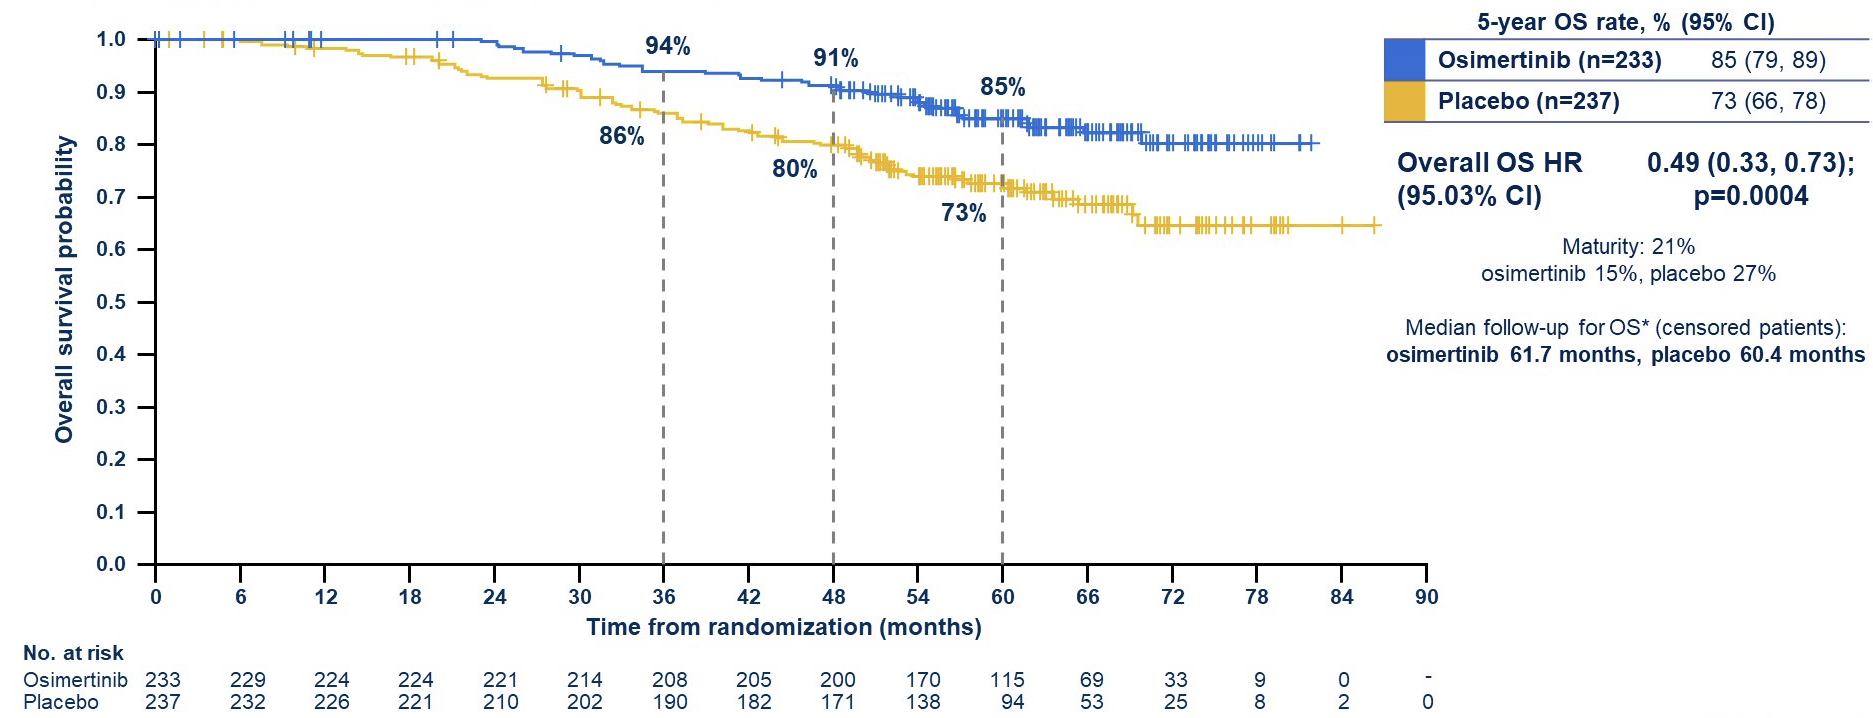 5-year OS rate, % (95% CI)
Osimertinib (n=233) 85 (79, 89)
Placebo (n=237) 73 (66, 78)
Overall OS HR 0.49 (0.33, 0.73);
(95.03% CI) p=0.0004
Maturity: 21%
osimertinib 15%, placebo 27%
Median follow-up for OS* (censored patients):
osimertinib 61.7 months, placebo 60.4 months
Overall survival probability
1.0
0.9
0.8
0.7
0.6
0.5
0.4
0.3
0.2
0.1
0.0
94%
91%
85%
86%
80%
73%
0 6 12 18 24 30 36 42 48 54 60 66 72 78 84 90
Time from randomization (months)
No. at risk
Osimertinib 233 229 224 224 221 214 208 205 200 170 115 69 33 9 0 -
Placebo 237 232 226 221 210 202 190 182 171 138 94 53 25 8 2 0